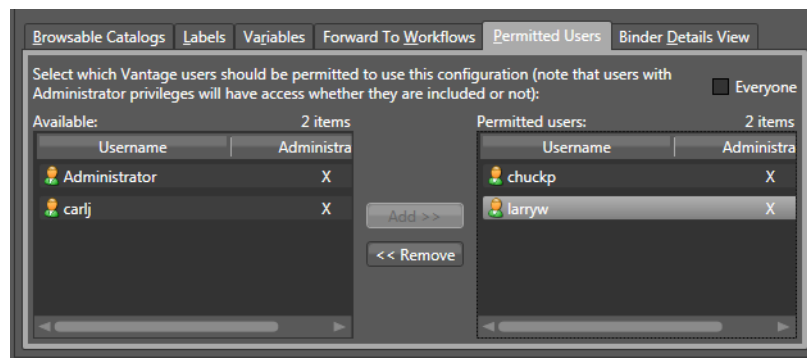 Browsable Catalogs Labels Variables Forward To Workflows Permitted Users Binder Details View
Select which Vantage users should be permitted to use this configuration (note that users with
Administrator privileges will have access whether they are included or not):
Everyone
Available: 2 items Permitted users: 2 items
Username Administra Username Administra
Administrator X chuckp X
carlj X larryw X
Add >>
<< Remove